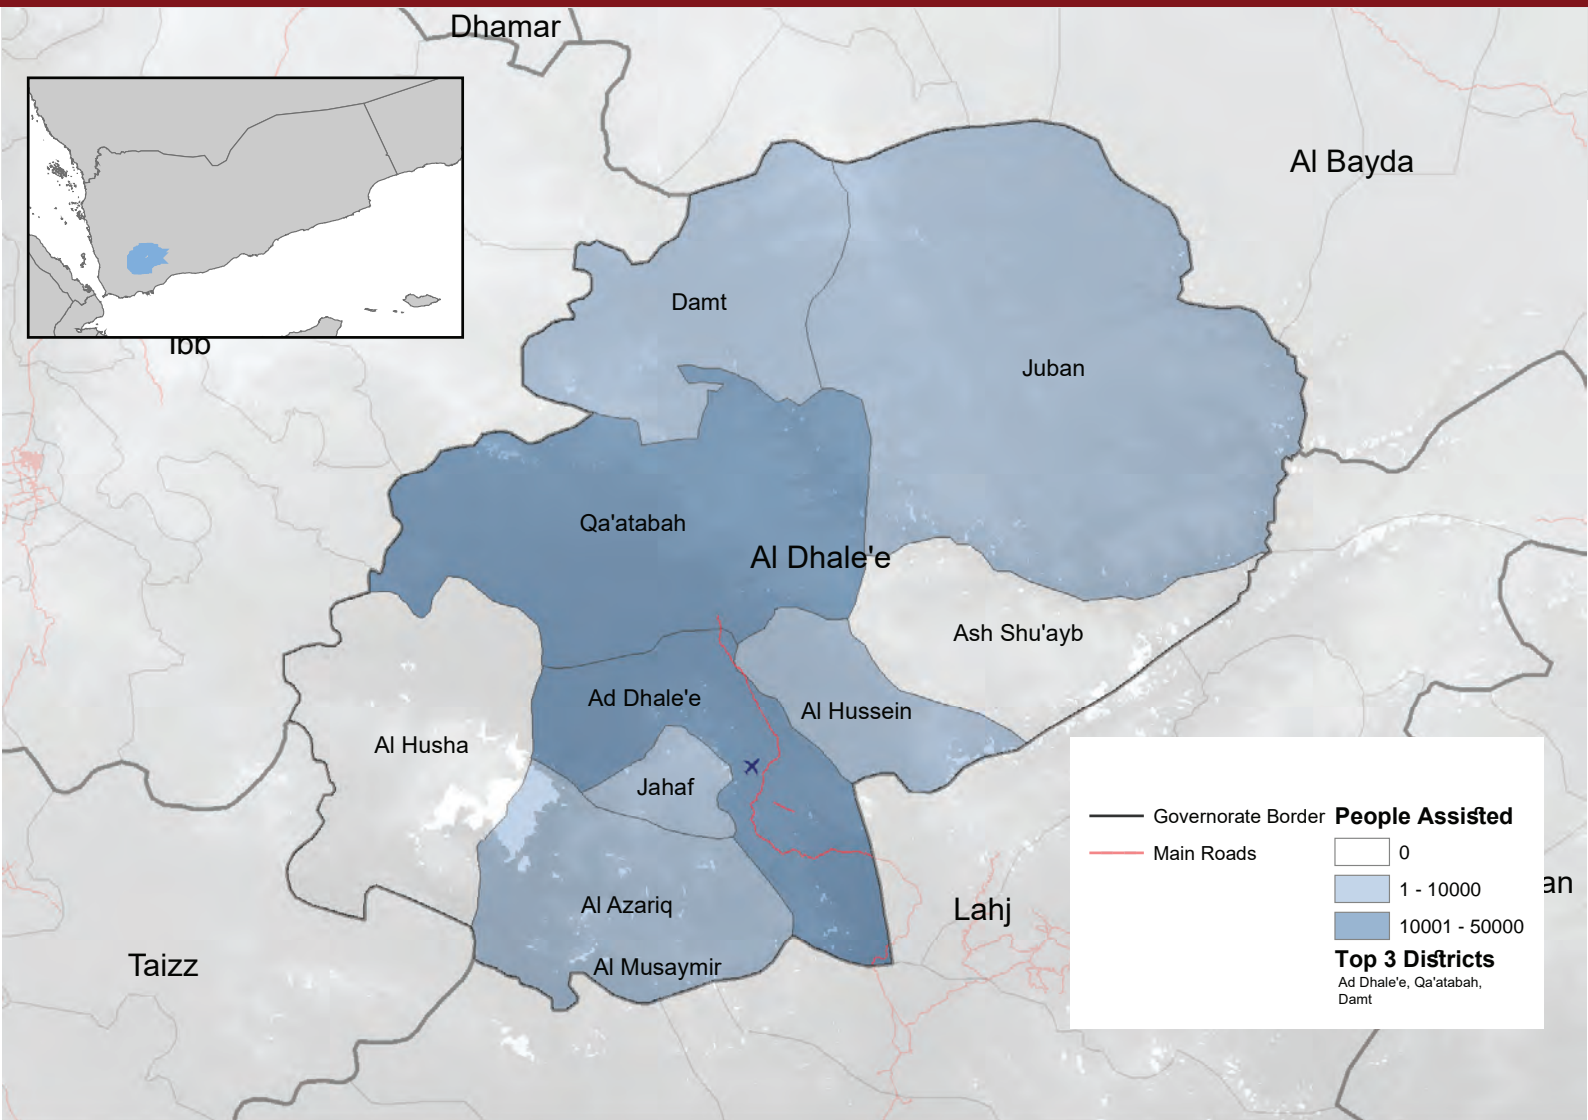 Dhamar
Al Bayda
Ibb
Damt
Juban
Qa'atabah
Al Dhale'e
Ash Shu'ayb
Ad Dhale'e
Al Hussein
Al Husha
Jahaf
Al Azariq
Al Musaymir
Lahj
Taizz
an
Governorate Border
Main Roads
People Assisted
0
1 - 10000
10001 - 50000
Top 3 Districts
Ad Dhale'e, Qa'atabah,
Damt